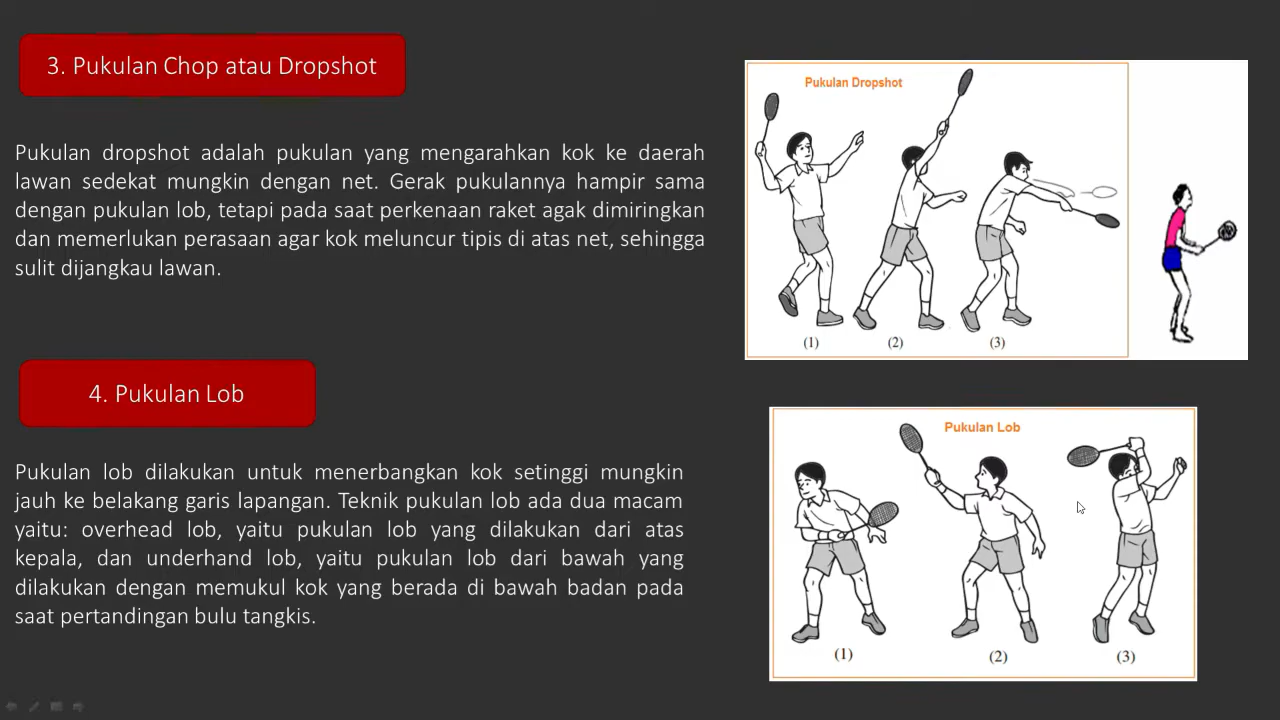 3. Pukulan Chop atau Dropshot
Pukulan dropshot adalah pukulan yang mengarahkan kok ke daerah
lawan sedekat mungkin dengan net. Gerak pukulannya hampir sama
dengan pukulan lob, tetapi pada saat perkenaan raket agak dimiringkan
dan memerlukan perasaan agar kok meluncur tipis di atas net, sehingga
sulit dijangkau lawan.
Pukulan Dropshot
(1)
(2)
(3)
4. Pukulan Lob
Pukulan lob dilakukan untuk menerbangkan kok setinggi mungkin
jauh ke belakang garis lapangan. Teknik pukulan lob ada dua macam
yaitu: overhead lob, yaitu pukulan lob yang dilakukan dari atas
kepala, dan underhand lob, yaitu pukulan lob dari bawah yang
dilakukan dengan memukul kok yang berada di bawah badan pada
saat pertandingan bulu tangkis.
Pukulan Lob
(1)
(2)
(3)